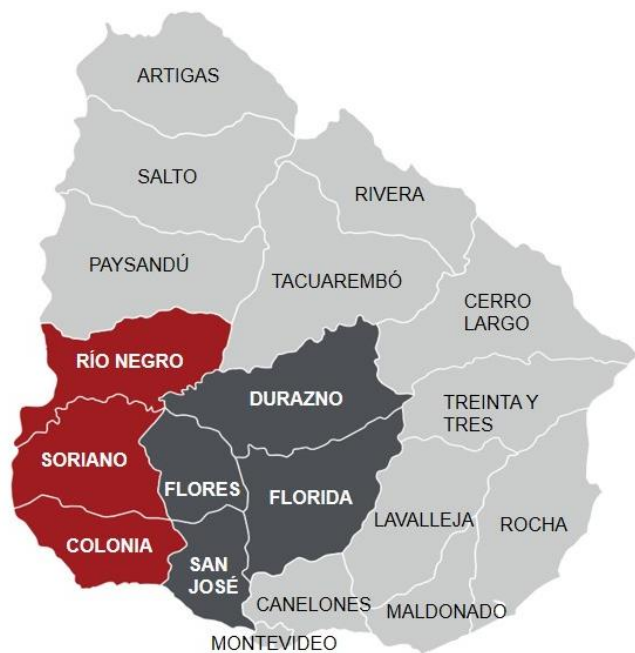 ARTIGAS
SALTO
RIVERA
PAYSANDÚ
TACUAREMBÓ
CERRO
LARGO
RÍO NEGRO
DURAZNO
TREINTA Y
TRES
SORIANO
FLORES
FLORIDA
LAVALLEJA
ROCHA
COLONIA
SAN
JOSÉ
CANELONES
MALDONADO
MONTEVIDEO